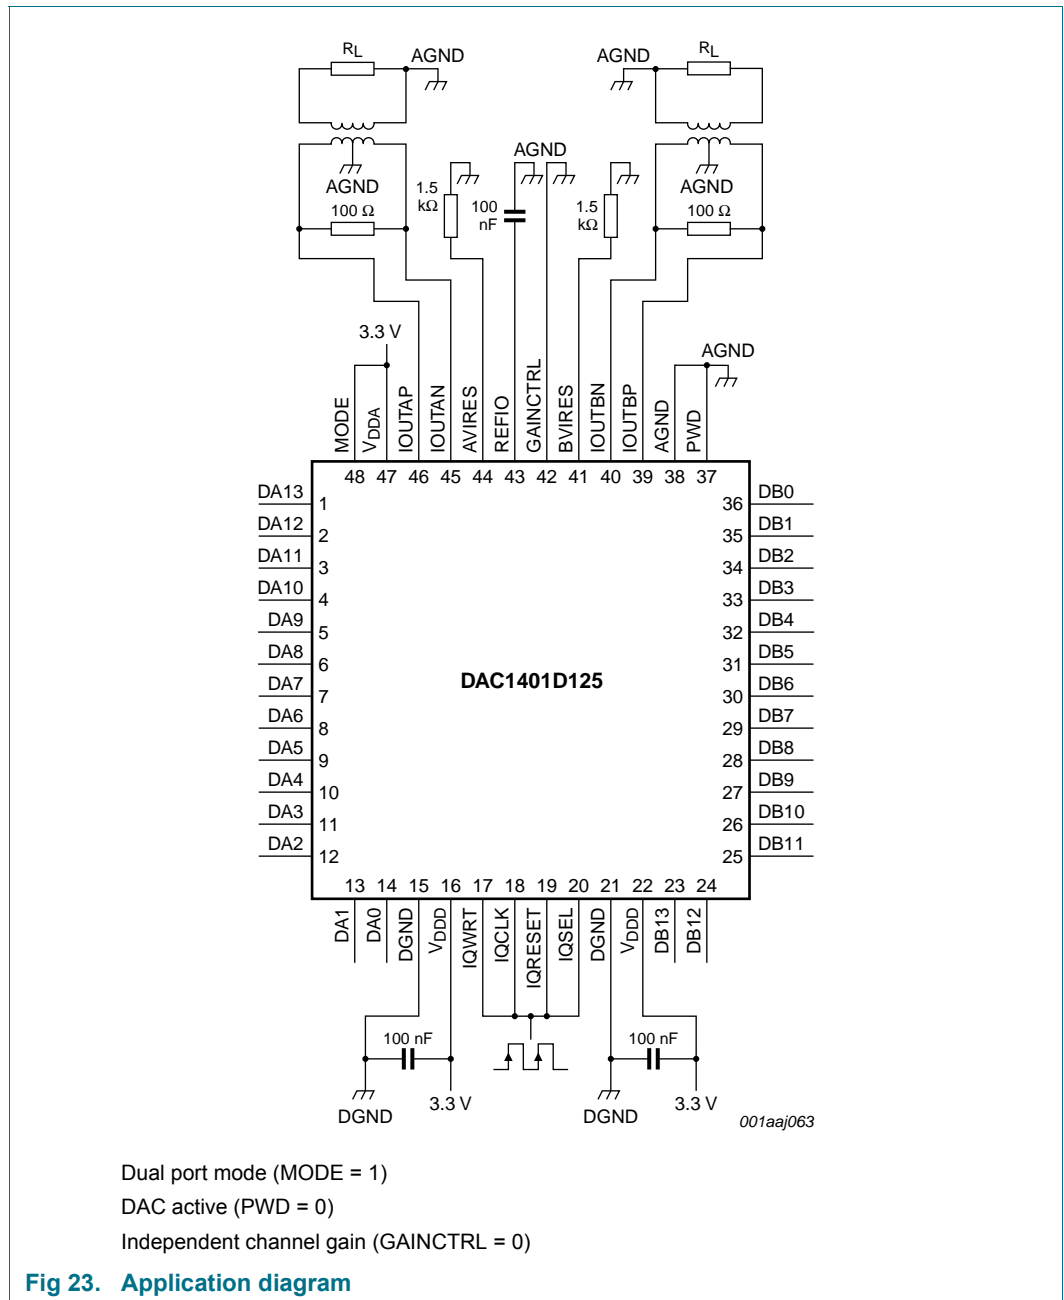 RL AGND AGND RL
AGND
AGND AGND
1.5 kΩ 100 nF 1.5 kΩ
100 Ω 100 Ω
3.3 V
AGND
MODE
VDDA
IOUTAP
IOUTAN
AVIRES
REFIO
GAINCTRL
BVIRES
IOUTBN
IOUTBP
AGND
PWD
48 47 46 45 44 43 42 41 40 39 38 37
DA13 1 36 DB0
DA12 2 35 DB1
DA11 3 34 DB2
DA10 4 33 DB3
DA9 5 32 DB4
DA8 6 31 DB5
DAC1401D125
DA7 7 30 DB6
DA6 8 29 DB7
DA5 9 28 DB8
DA4 10 27 DB9
DA3 11 26 DB10
DA2 12 25 DB11
13 14 15 16 17 18 19 20 21 22 23 24
DA1
DA0
DGND
VDDD
IQWRT
IQCLK
IQRESET
IQSEL
DGND
VDDD
DB13
DB12
100 nF 100 nF
DGND 3.3 V DGND 3.3 V
001aaj063
Dual port mode (MODE = 1)
DAC active (PWD = 0)
Independent channel gain (GAINCTRL = 0)
Fig 23. Application diagram